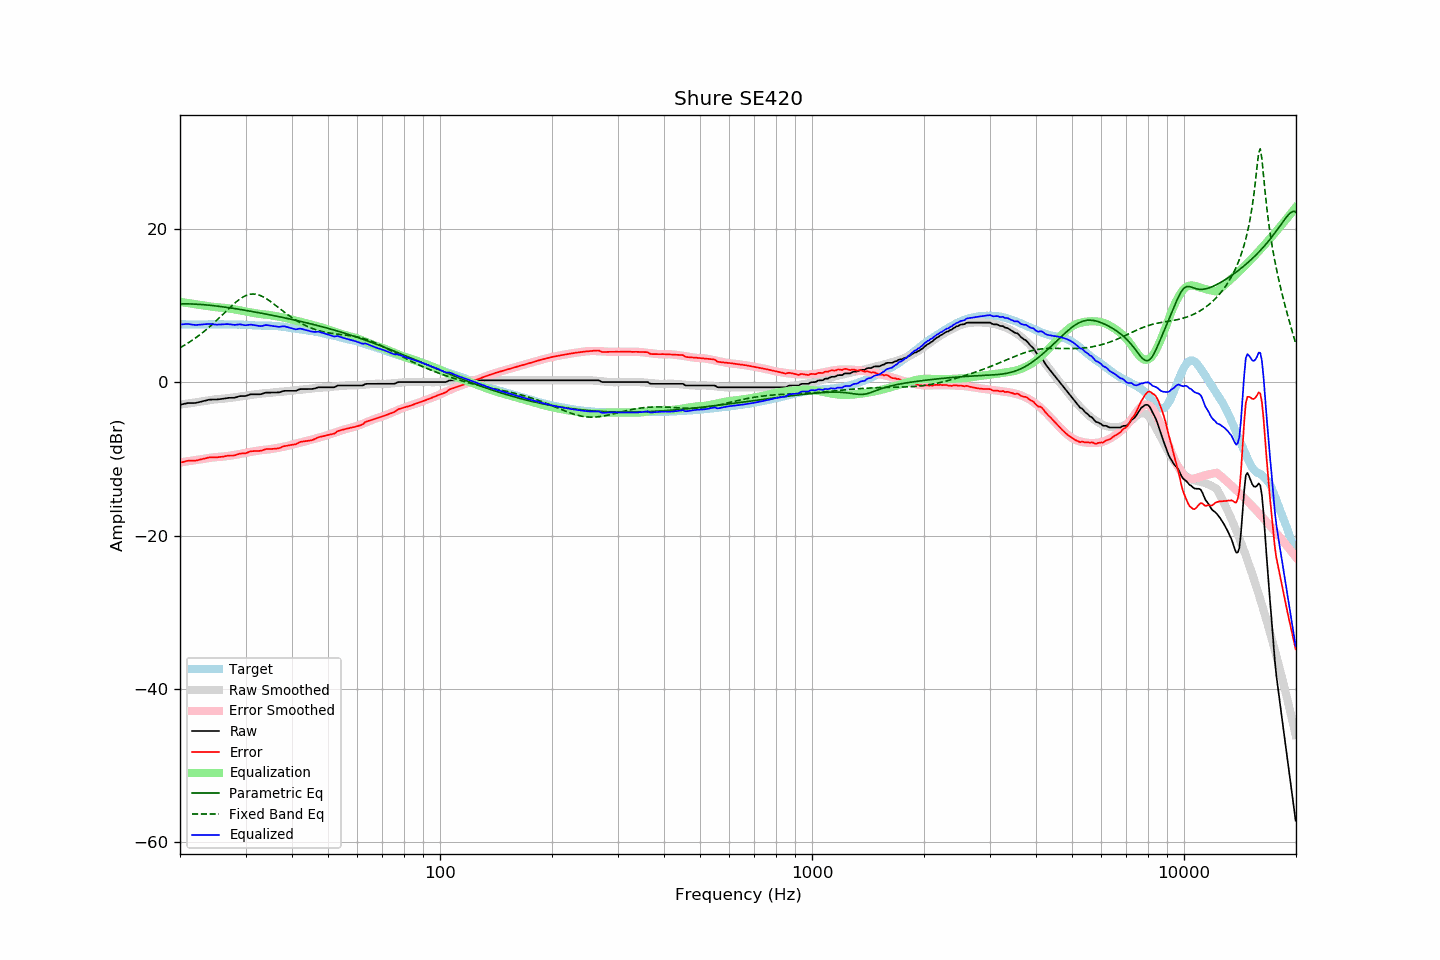 Shure SE420
Amplitude (dBr)
20
0
−20
−40
−60
Target
Raw Smoothed
Error Smoothed
Raw
Error
Equalization
Parametric Eq
Fixed Band Eq
Equalized
100
1000
10000
Frequency (Hz)